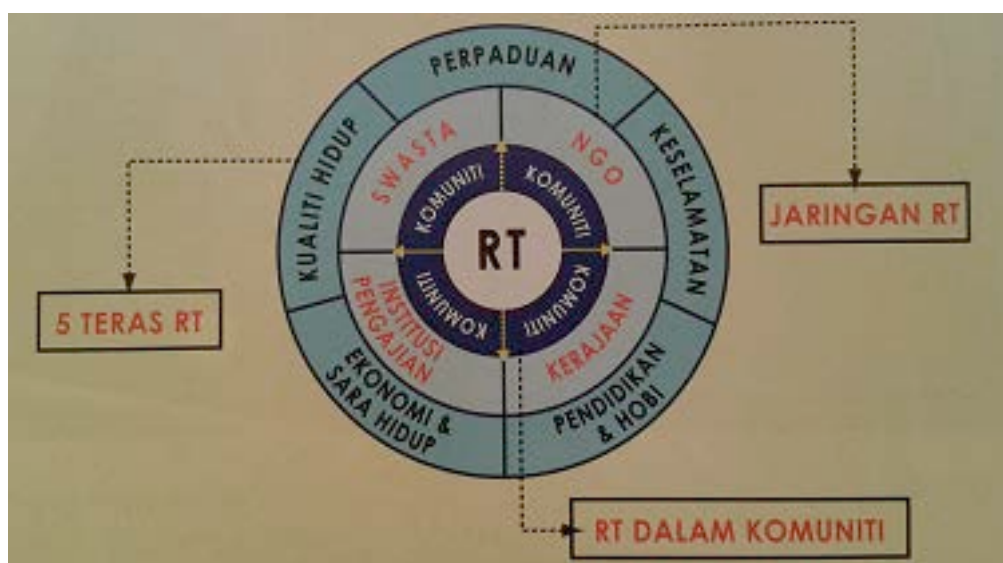 PERPADUAN
KESELAMATAN
PENDIDIKAN
& HOBI
EKONOMI &
SARA HIDUP
KUALITI HIDUP
SWASTA
NGO
KERAJAAN
INSTITUSI
PENGAJIAN
KOMUNITI
KOMUNITI
KOMUNITI
KOMUNITI
RT
JARINGAN RT
5 TERAS RT
RT DALAM KOMUNITI